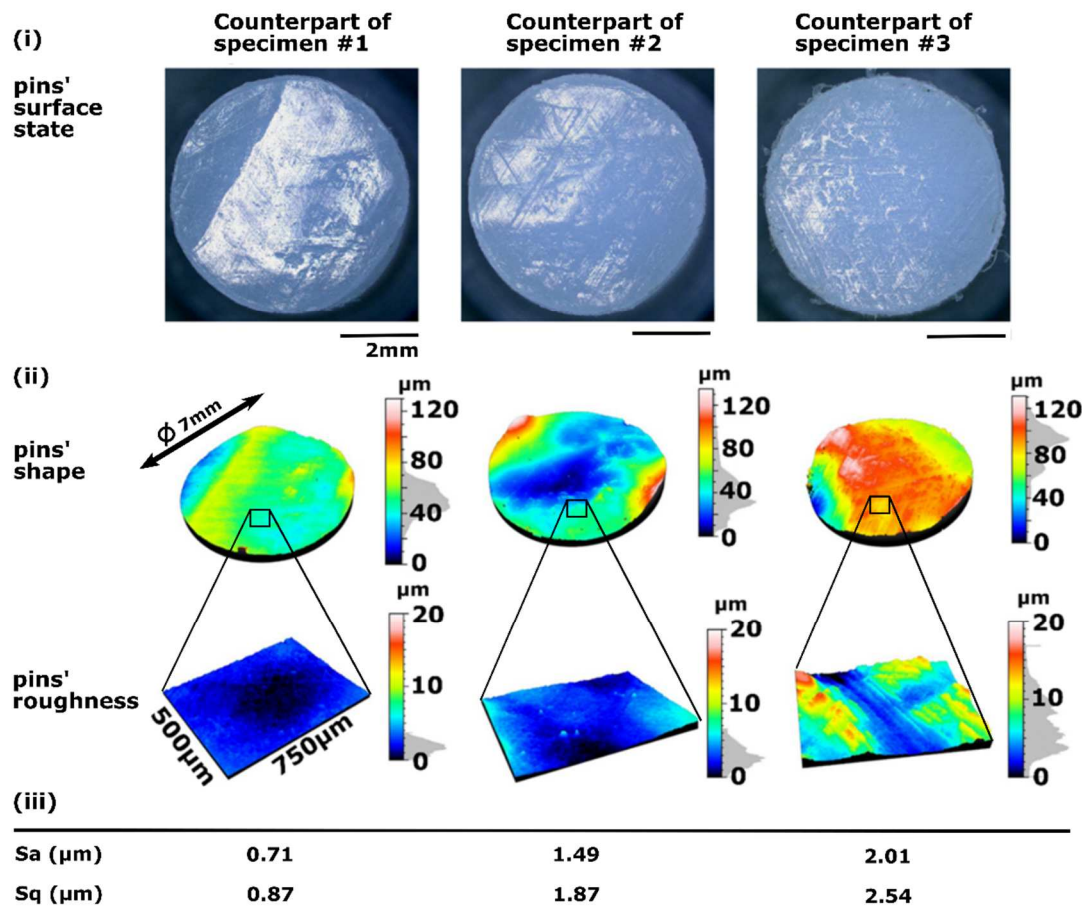 (i)
Counterpart of
specimen #1
Counterpart of
specimen #2
Counterpart of
specimen #3
pins'
surface
state
2mm
(ii)
pins'
shape
Ø 7mm
µm
120
80
40
0
µm
120
80
40
0
µm
120
80
40
0
pins'
roughness
500µm
750µm
µm
20
10
0
µm
20
10
0
µm
20
10
0
(iii)
Sa (µm) 0.71 1.49 2.01
Sq (µm) 0.87 1.87 2.54